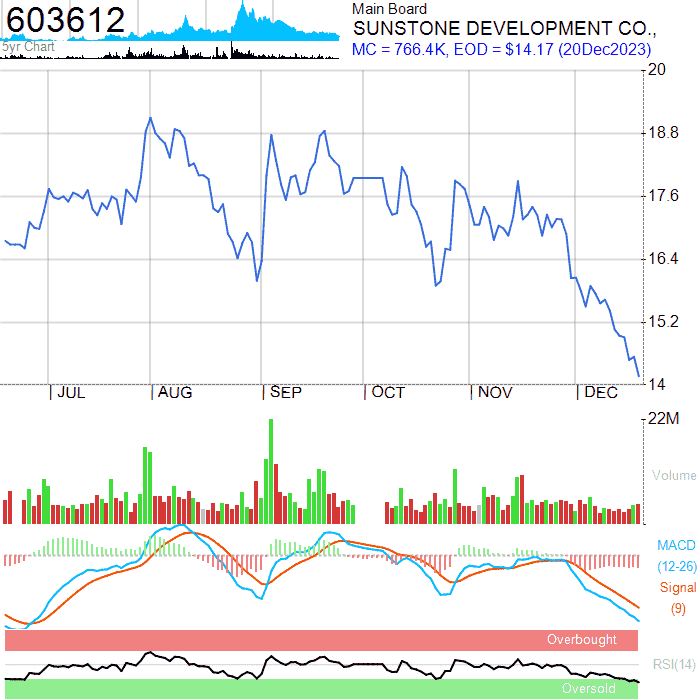 603612
5yr Chart
Main Board
SUNSTONE DEVELOPMENT CO.,
MC = 766.4K, EOD = $14.17 (20Dec2023)
20
18.8
17.6
16.4
15.2
14
JUL AUG SEP OCT NOV DEC
22M
Volume
MACD
(12-26)
Signal
(9)
Overbought
RSI(14)
Oversold